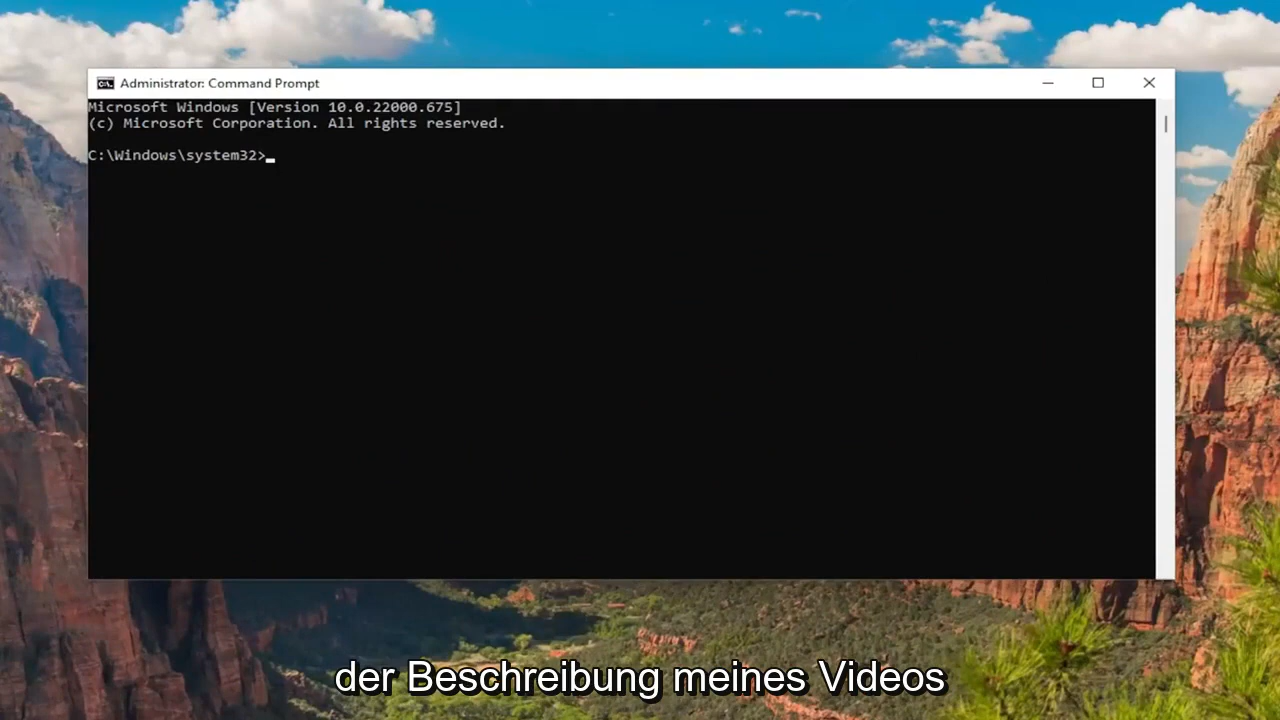 Administrator: Command Prompt
Microsoft Windows [Version 10.0.22000.675]
(c) Microsoft Corporation. All rights reserved.
C:\Windows\system32>
der Beschreibung meines Videos